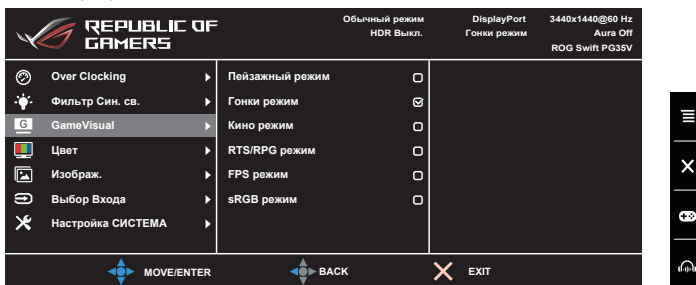 REPUBLIC OF
GAMERS
Обычный режим
HDR Выкл.
DisplayPort
Гонки режим
3440x1440@60 Hz
Aura Off
ROG Swift PG35V
Over Clocking
Фильтр Син. св.
G GameVisual
Цвет
Изображ.
Выбор Входа
Настройка СИСТЕМА
Пейзажный режим
Гонки режим
Кино режим
RTS/RPG режим
FPS режим
sRGB режим
MOVE/ENTER
BACK
EXIT